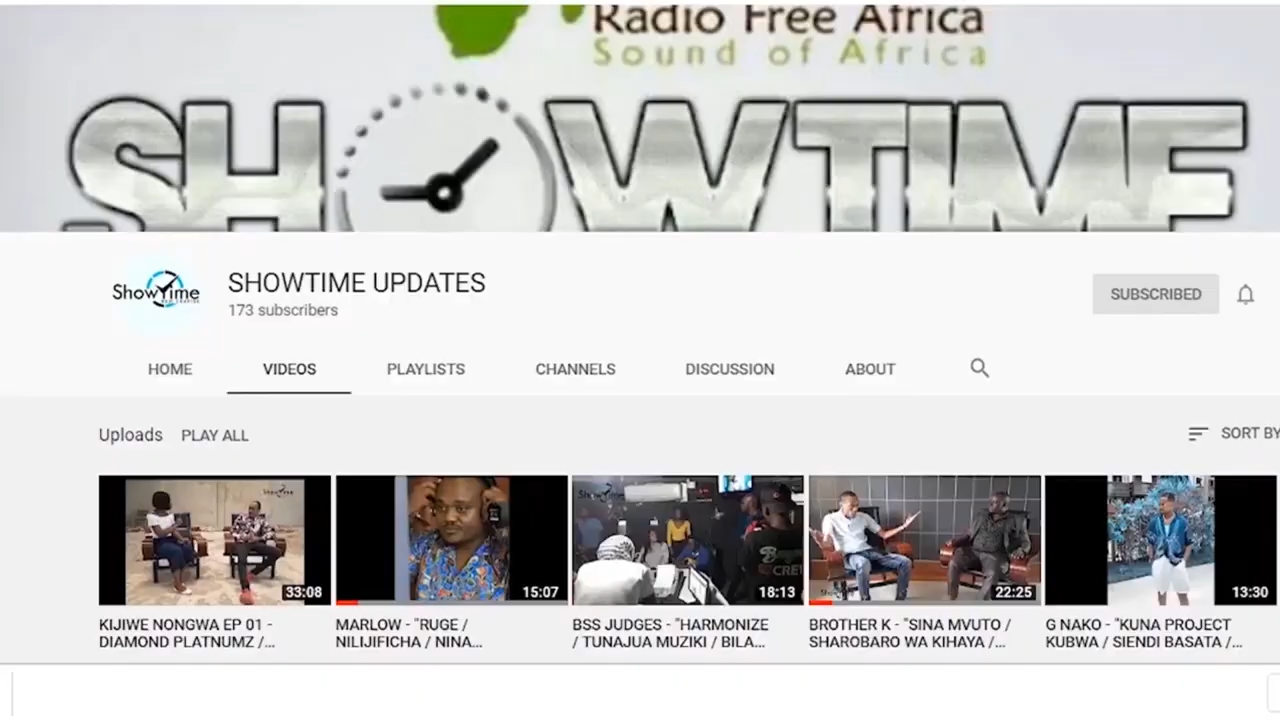 Radio Free Africa
Sound of Africa
SHOWTIME
ShowTime
SHOWTIME UPDATES
173 subscribers
SUBSCRIBED
HOME VIDEOS PLAYLISTS CHANNELS DISCUSSION ABOUT
Uploads PLAY ALL
SORT BY
ShowTime
33:08
15:07
ShowTime
18:13
22:25
13:30
KIJIWE NONGWA EP 01 -
DIAMOND PLATNUMZ /...
MARLOW - "RUGE /
NILIJIFICHA / NINA...
BSS JUDGES - "HARMONIZE
/ TUNAJUA MUZIKI / BILA...
BROTHER K - "SINA MVUTO /
SHAROBARO WA KIHAYA /...
G NAKO - "KUNA PROJECT
KUBWA / SIENDI BASATA /...